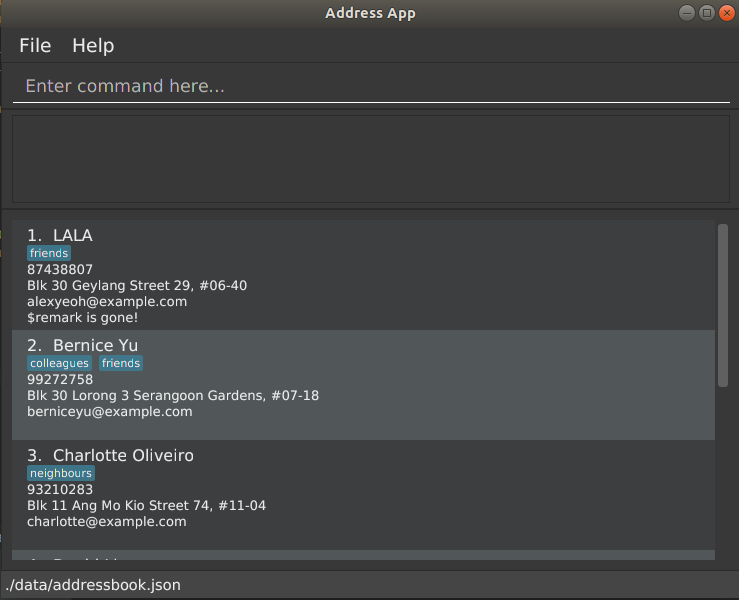 Address App
File Help
Enter command here...
1. LALA
friends
87438807
Blk 30 Geylang Street 29, #06-40
alexyeoh@example.com
$remark is gone!
2. Bernice Yu
colleagues friends
99272758
Blk 30 Lorong 3 Serangoon Gardens, #07-18
berniceyu@example.com
3. Charlotte Oliveiro
neighbours
93210283
Blk 11 Ang Mo Kio Street 74, #11-04
charlotte@example.com
./data/addressbook.json